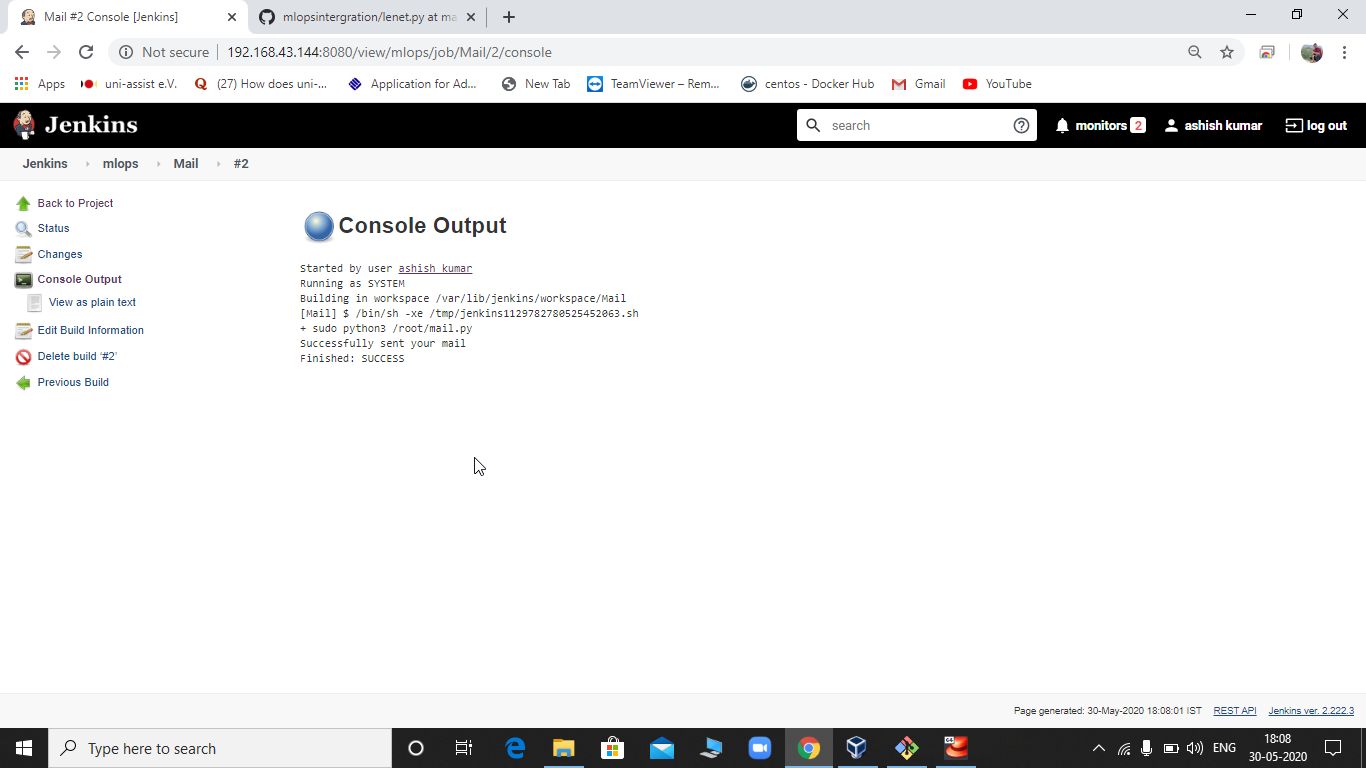 Mail #2 Console [Jenkins]
mlopsintergration/lenet.py at ma
Not secure
192.168.43.144:8080/view/mlops/job/Mail/2/console
Apps
uni-assist e.V.
(27) How does uni-...
Application for Ad...
New Tab
TeamViewer – Rem...
centos - Docker Hub
Gmail
YouTube
Jenkins
search
monitors 2
ashish kumar
log out
Jenkins
mlops
Mail
#2
Back to Project
Status
Changes
Console Output
View as plain text
Edit Build Information
Delete build ‘#2’
Previous Build
Console Output
Started by user ashish kumar
Running as SYSTEM
Building in workspace /var/lib/jenkins/workspace/Mail
[Mail] $ /bin/sh -xe /tmp/jenkins1129782780525452063.sh
+ sudo python3 /root/mail.py
Successfully sent your mail
Finished: SUCCESS
Page generated: 30-May-2020 18:08:01 IST
REST API
Jenkins ver. 2.222.3
Type here to search
ENG
18:08
30-05-2020